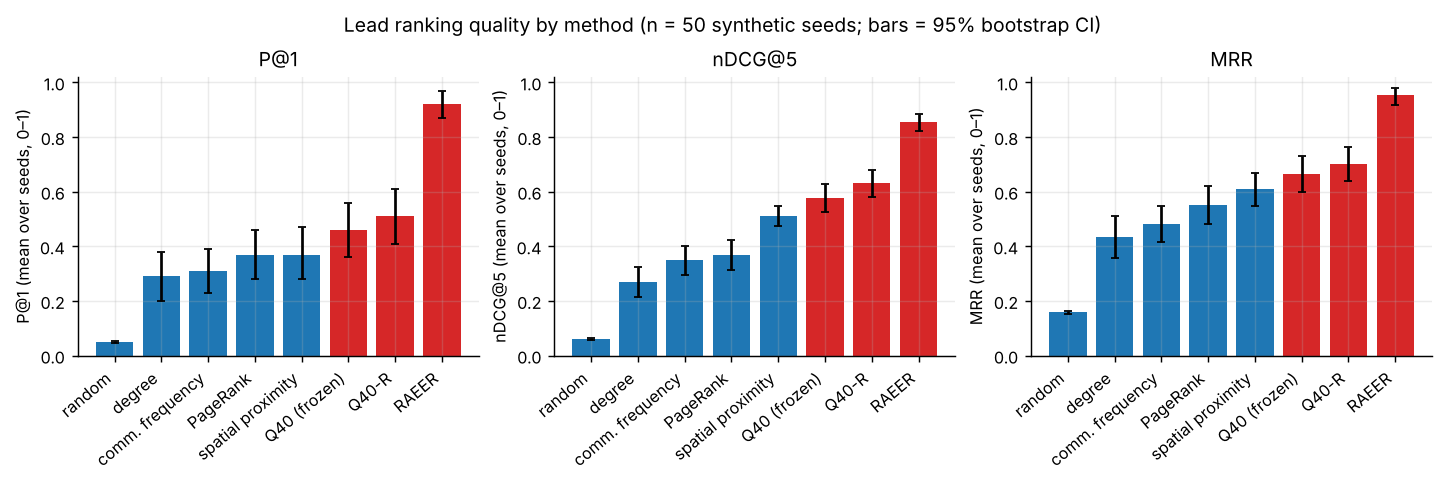 Lead ranking quality by method (n = 50 synthetic seeds; bars = 95% bootstrap CI)
P@1
P@1 (mean over seeds, 0–1)
1.0
0.8
0.6
0.4
0.2
0.0
random
degree
comm. frequency
PageRank
spatial proximity
Q40 (frozen)
Q40-R
RAEER
nDCG@5
nDCG@5 (mean over seeds, 0–1)
1.0
0.8
0.6
0.4
0.2
0.0
random
degree
comm. frequency
PageRank
spatial proximity
Q40 (frozen)
Q40-R
RAEER
MRR
MRR (mean over seeds, 0–1)
1.0
0.8
0.6
0.4
0.2
0.0
random
degree
comm. frequency
PageRank
spatial proximity
Q40 (frozen)
Q40-R
RAEER